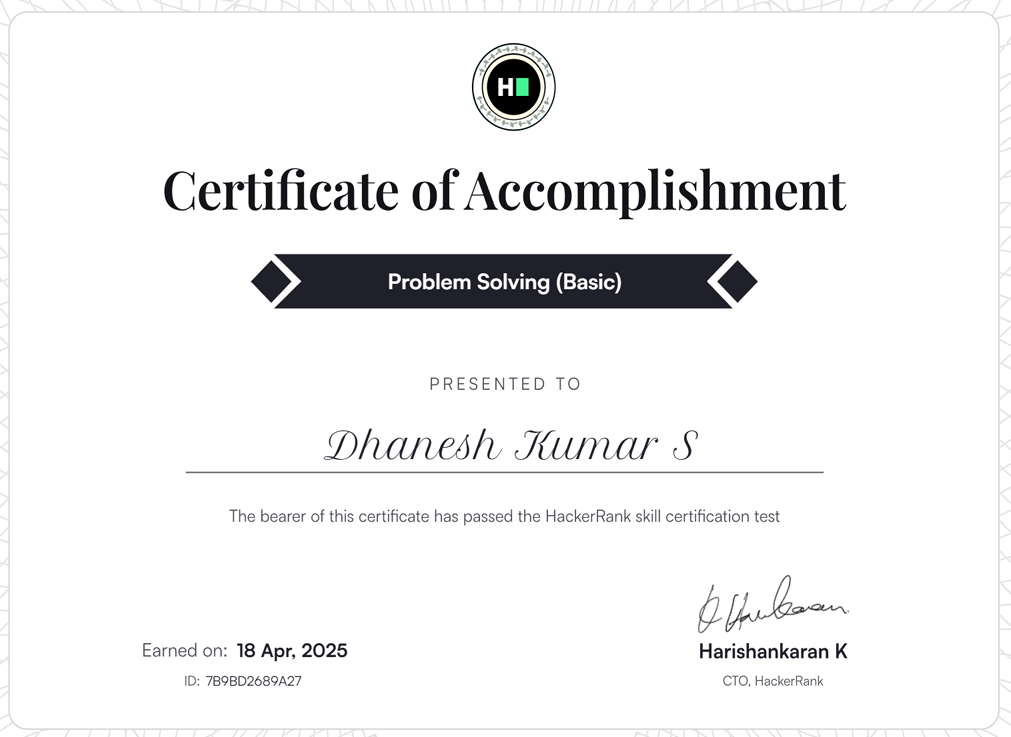 H
Certificate of Accomplishment
Problem Solving (Basic)
PRESENTED TO
Dhanesh Kumar S
The bearer of this certificate has passed the HackerRank skill certification test
Earned on: 18 Apr, 2025
ID: 7B9BD2689A27
Harishankaran K
CTO, HackerRank